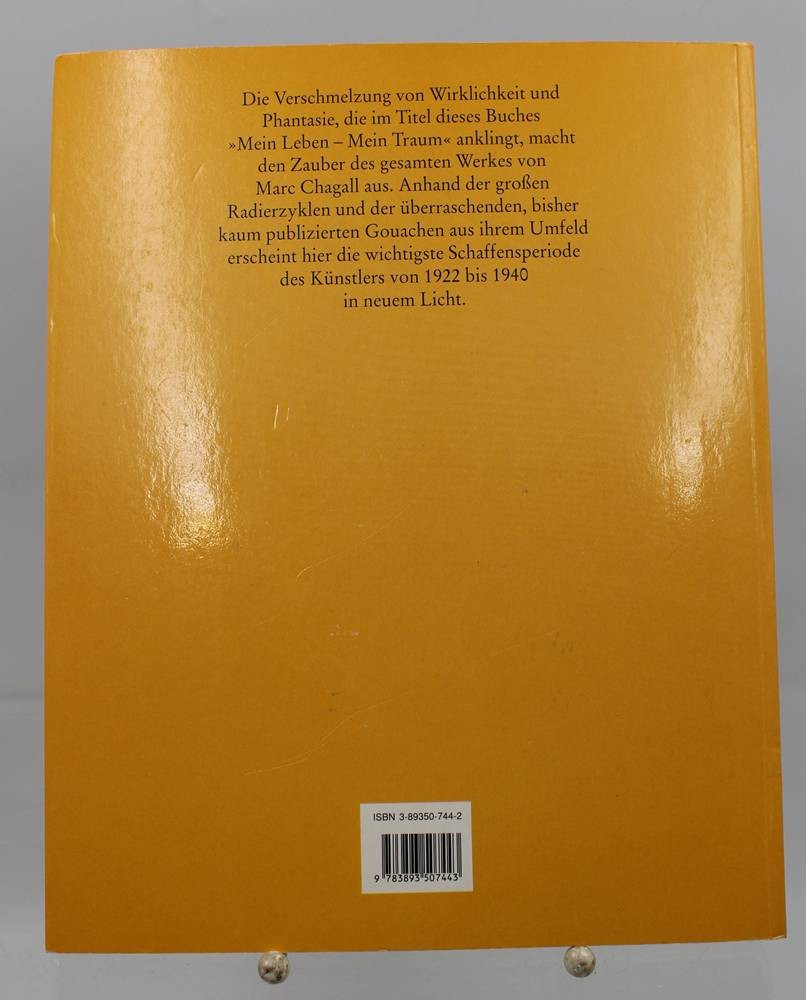 Die Verschmelzung von Wirklichkeit und
Phantasie, die im Titel dieses Buches
»Mein Leben – Mein Traum« anklingt, macht
den Zauber des gesamten Werkes von
Marc Chagall aus. Anhand der großen
Radierzyklen und der überraschenden, bisher
kaum publizierten Gouachen aus ihrem Umfeld
erscheint hier die wichtigste Schaffensperiode
des Künstlers von 1922 bis 1940
in neuem Licht.
ISBN 3-89350-744-2
9 783893 507443